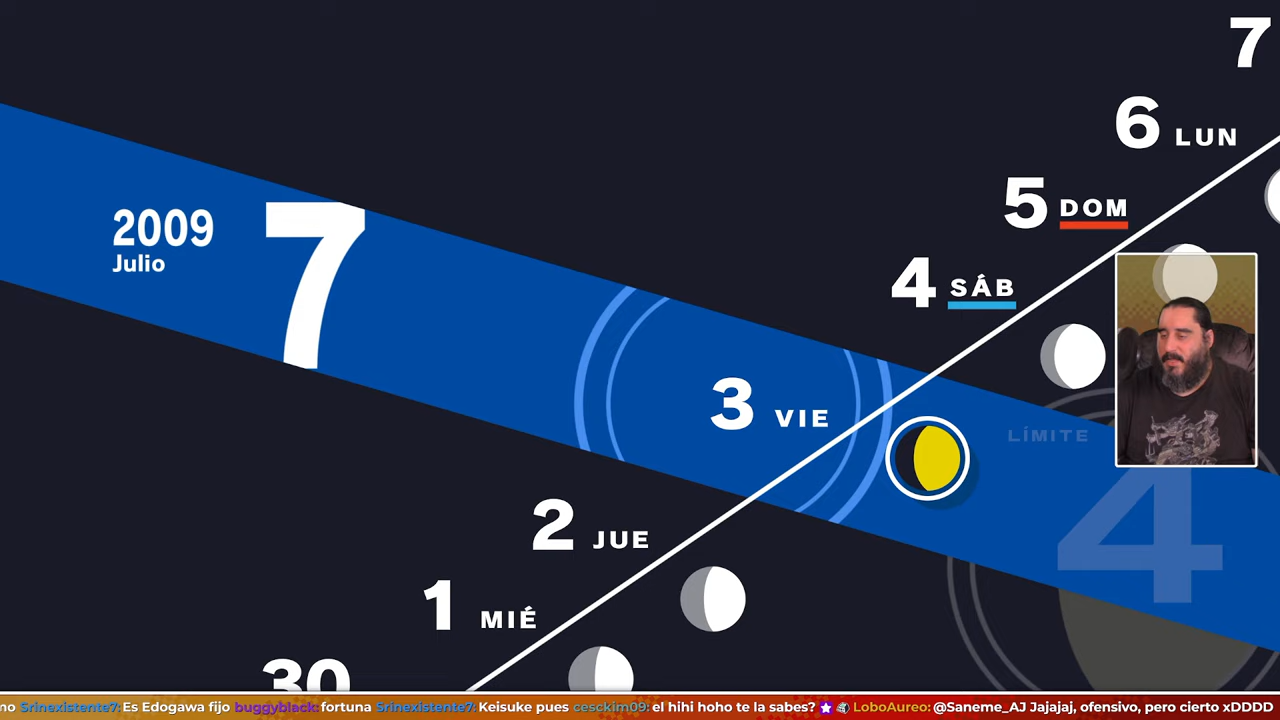 7
6 LUN
5 DOM
4 SÁB
2009
Julio
7
3 VIE
LÍMITE
4
2 JUE
1 MIÉ
30
mo Srinexistente7: Es Edogawa fijo buggyblack: fortuna Srinexistente7: Keisuke pues cesckim09: el hihi hoho te la sabes? LoboAureo: @Saneme_AJ Jajajaj, ofensivo, pero cierto xDDDD